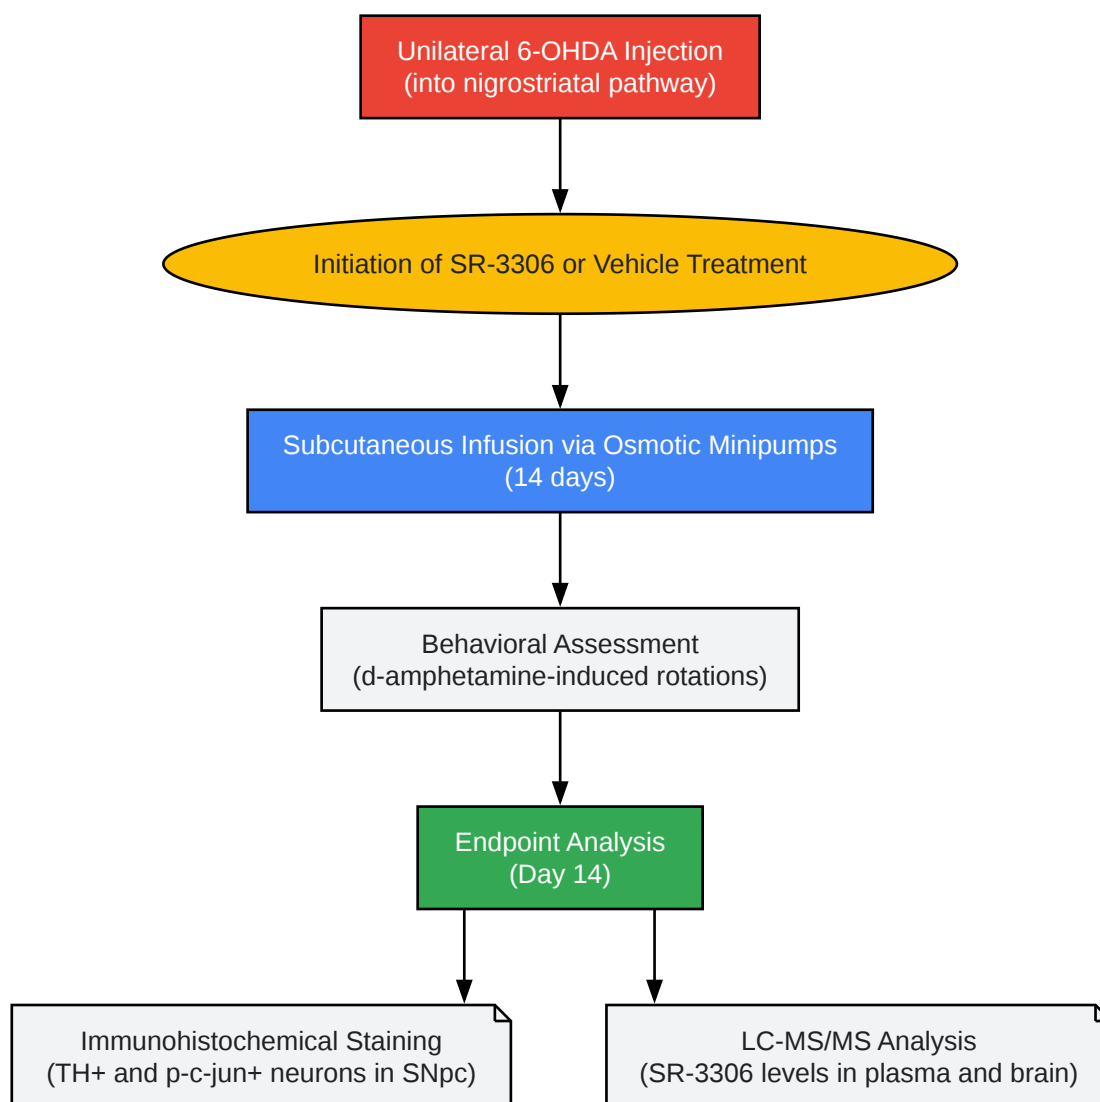 Unilateral 6-OHDA Injection
(into nigrostriatal pathway)
Initiation of SR-3306 or Vehicle Treatment
Subcutaneous Infusion via Osmotic Minipumps
(14 days)
Behavioral Assessment
(d-amphetamine-induced rotations)
Endpoint Analysis
(Day 14)
Immunohistochemical Staining
(TH+ and p-c-jun+ neurons in SNpc)
LC-MS/MS Analysis
(SR-3306 levels in plasma and brain)